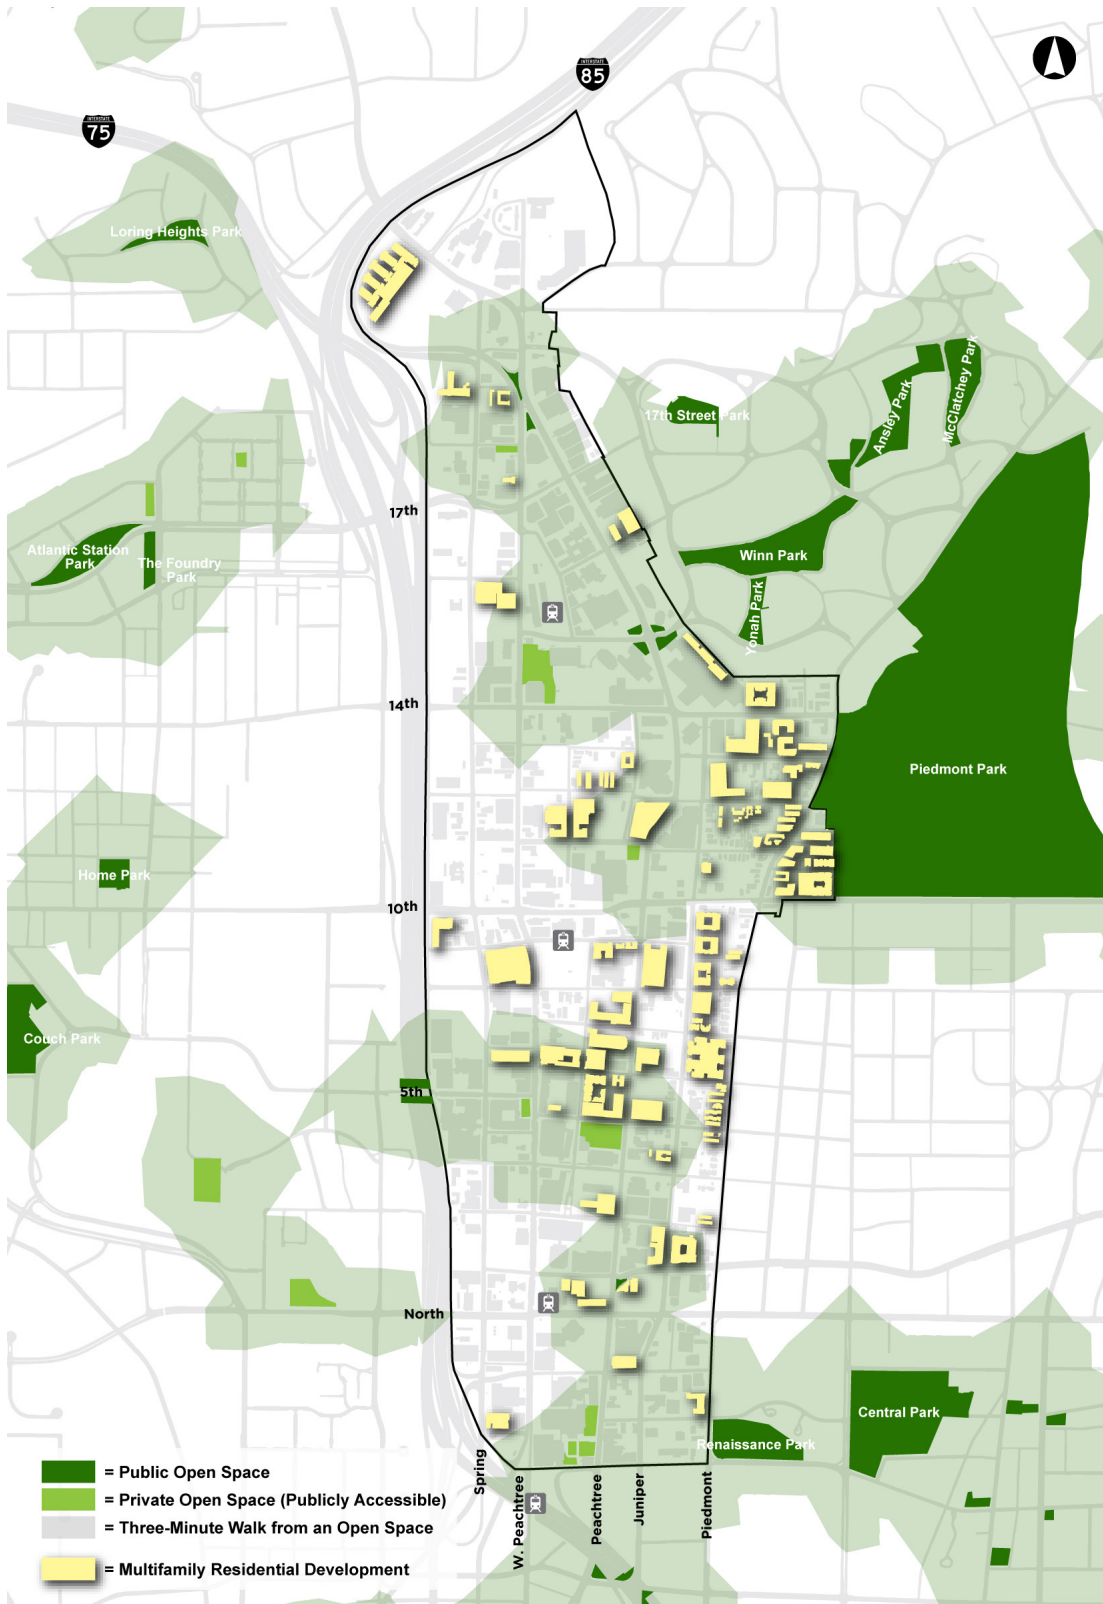 INTERSTATE
85
INTERSTATE
75
Loring Heights Park
17th Street Park
Ansley Park
McClatchey Park
17th
Atlantic Station
Park
The Foundry
Park
Winn Park
Yonah Park
14th
Piedmont Park
Home Park
10th
Couch Park
5th
North
Central Park
Renaissance Park
Spring
W. Peachtree
Peachtree
Juniper
Piedmont
= Public Open Space
= Private Open Space (Publicly Accessible)
= Three-Minute Walk from an Open Space
= Multifamily Residential Development